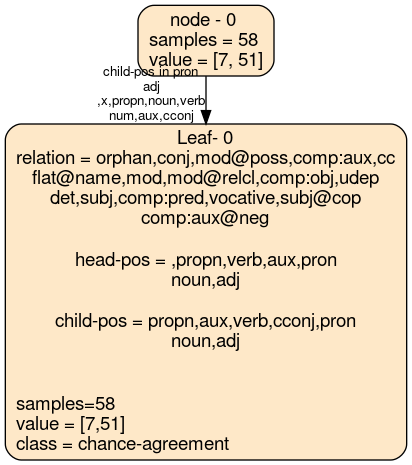 node - 0
samples = 58
value = [7, 51]
child-pos in pron
adj
,x,propn,noun,verb
num,aux,cconj
Leaf- 0
relation = orphan,conj,mod@poss,comp:aux,cc
flat@name,mod,mod@relcl,comp:obj,udep
det,subj,comp:pred,vocative,subj@cop
comp:aux@neg
head-pos = ,propn,verb,aux,pron
noun,adj
child-pos = propn,aux,verb,cconj,pron
noun,adj
samples=58
value = [7,51]
class = chance-agreement